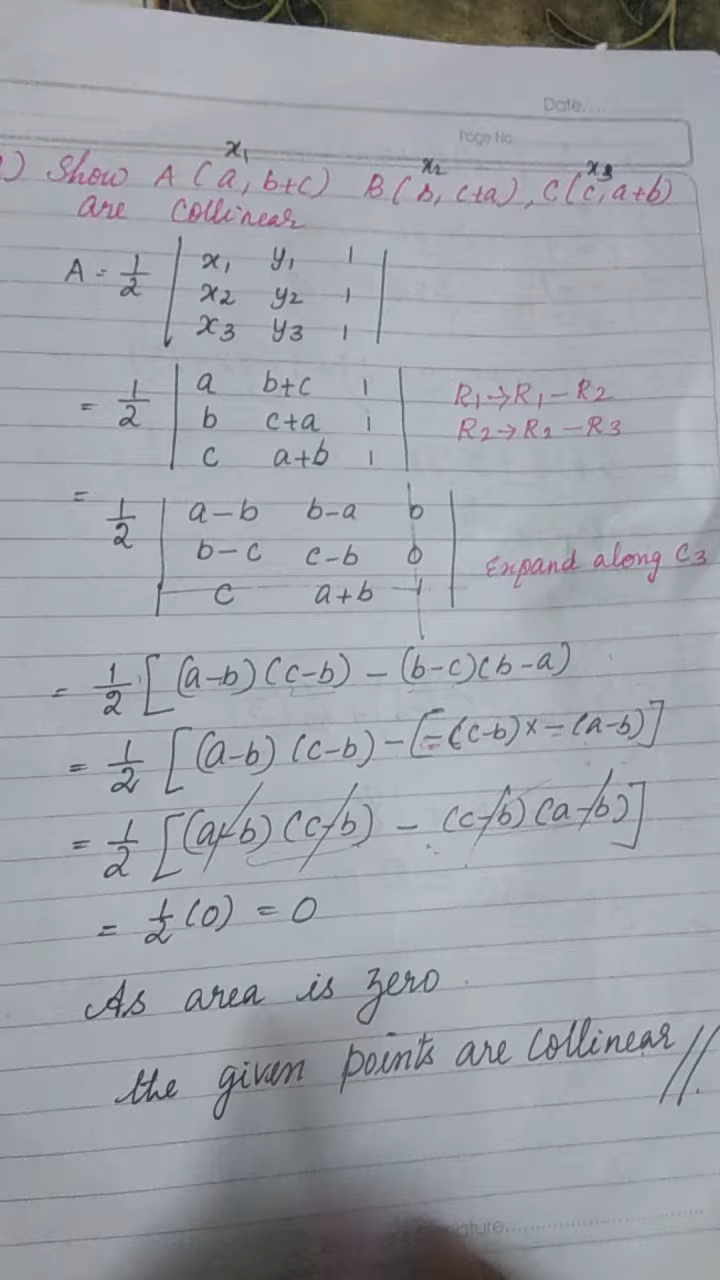 Date.....
Page No.
x₁ x₂ x₃
) Show A (a, b+c) B(b, c+a), C(c, a+b)
are collinear
A = 1/2 | x₁ y₁ 1 |
| x₂ y₂ 1 |
| x₃ y₃ 1 |
= 1/2 | a b+c 1 | R₁→R₁-R₂
| b c+a 1 | R₂→R₂-R₃
| c a+b 1 |
= 1/2 | a-b b-a 0 |
| b-c c-b 0 | Expand along C₃
| c a+b 1 |
= 1/2 [(a-b)(c-b) - (b-c)(b-a)
= 1/2 [(a-b)(c-b) - [-(c-b)×-(a-b)]
= 1/2 [(a-b)(c-b) - (c-b)(a-b)]
= 1/2 (0) = 0
As area is zero.
the given points are collinear //.
ature: